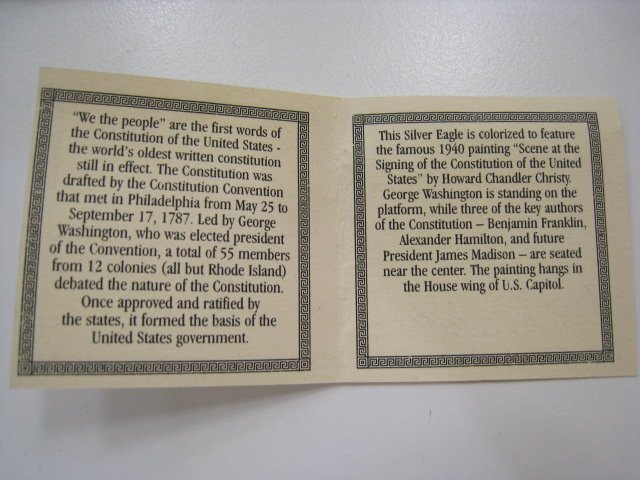 "We the people" are the first words of
the Constitution of the United States -
the world's oldest written constitution
still in effect. The Constitution was
drafted by the Constitution Convention
that met in Philadelphia from May 25 to
September 17, 1787. Led by George
Washington, who was elected president
of the Convention, a total of 55 members
from 12 colonies (all but Rhode Island)
debated the nature of the Constitution.
Once approved and ratified by
the states, it formed the basis of the
United States government.
This Silver Eagle is colorized to feature
the famous 1940 painting "Scene at the
Signing of the Constitution of the United
States" by Howard Chandler Christy.
George Washington is standing on the
platform, while three of the key authors
of the Constitution – Benjamin Franklin,
Alexander Hamilton, and future
President James Madison – are seated
near the center. The painting hangs in
the House wing of U.S. Capitol.